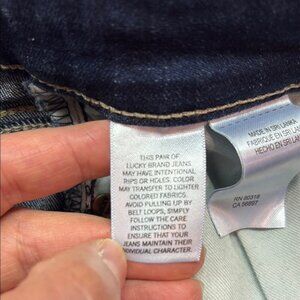 THIS PAIR OF
LUCKY BRAND JEANS
MAY HAVE INTENTIONAL
RIPS OR HOLES. COLOR
MAY TRANSFER TO LIGHTER
COLORED FABRICS.
AVOID PULLING UP BY
BELT LOOPS, SIMPLY
FOLLOW THE CARE
INSTRUCTIONS TO
ENSURE THAT YOUR
JEANS MAINTAIN THEIR
INDIVIDUAL CHARACTER.
MADE IN SRI LANKA
FABRIQUÉ EN SRI
HECHO EN SRI LA
RN 80318
CA 56897